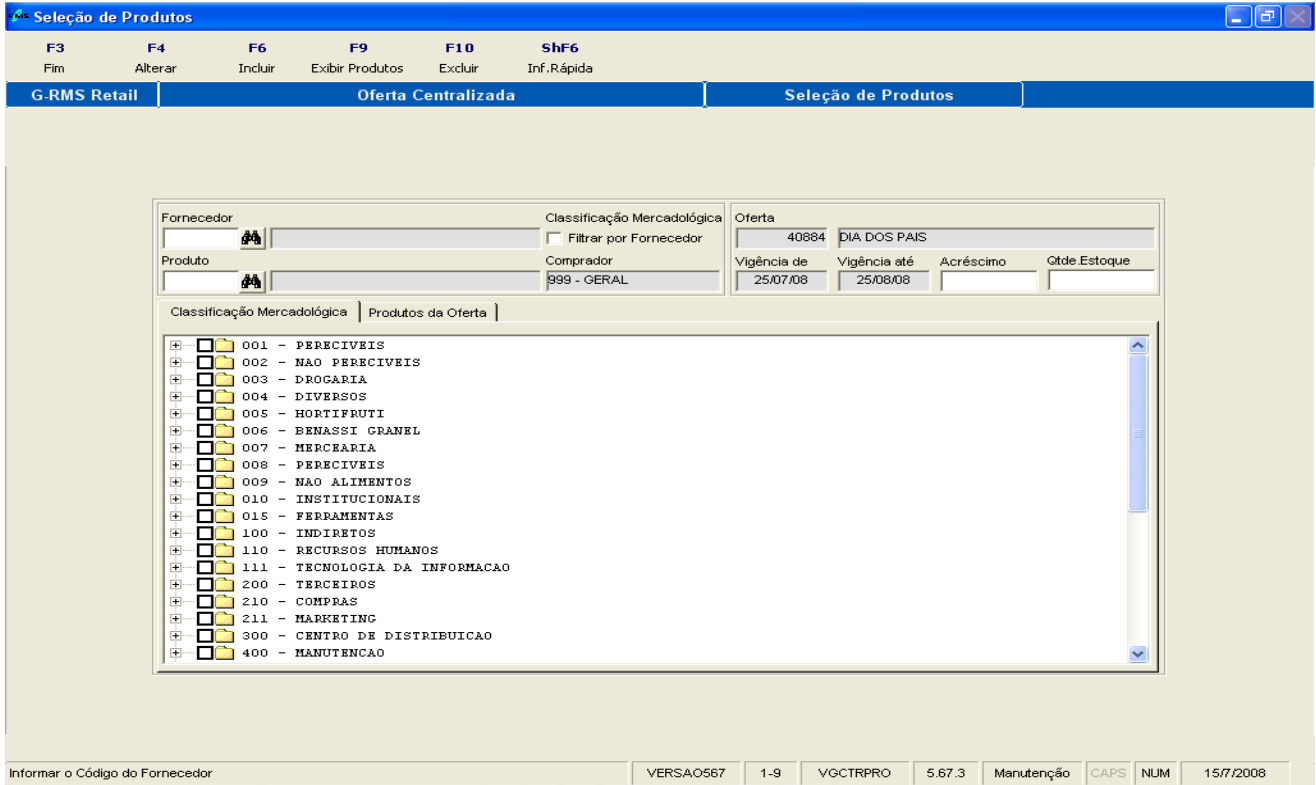 RMS Seleção de Produtos
F3 F4 F6 F9 F10 ShF6
Fim Alterar Incluir Exibir Produtos Excluir Inf.Rápida
G-RMS Retail Oferta Centralizada Seleção de Produtos
Fornecedor Classificação Mercadológica Oferta
Filtrar por Fornecedor 40884 DIA DOS PAIS
Produto Comprador Vigência de Vigência até Acréscimo Qtde.Estoque
999 - GERAL 25/07/08 25/08/08
Classificação Mercadológica Produtos da Oferta
001 - PERECIVEIS
002 - NAO PERECIVEIS
003 - DROGARIA
004 - DIVERSOS
005 - HORTIFRUTI
006 - BENASSI GRANEL
007 - MERCEARIA
008 - PERECIVEIS
009 - NAO ALIMENTOS
010 - INSTITUCIONAIS
015 - FERRAMENTAS
100 - INDIRETOS
110 - RECURSOS HUMANOS
111 - TECNOLOGIA DA INFORMACAO
200 - TERCEIROS
210 - COMPRAS
211 - MARKETING
300 - CENTRO DE DISTRIBUICAO
400 - MANUTENCAO
Informar o Código do Fornecedor VERSAO567 1-9 VGCTRPRO 5.67.3 Manutenção CAPS NUM 15/7/2008